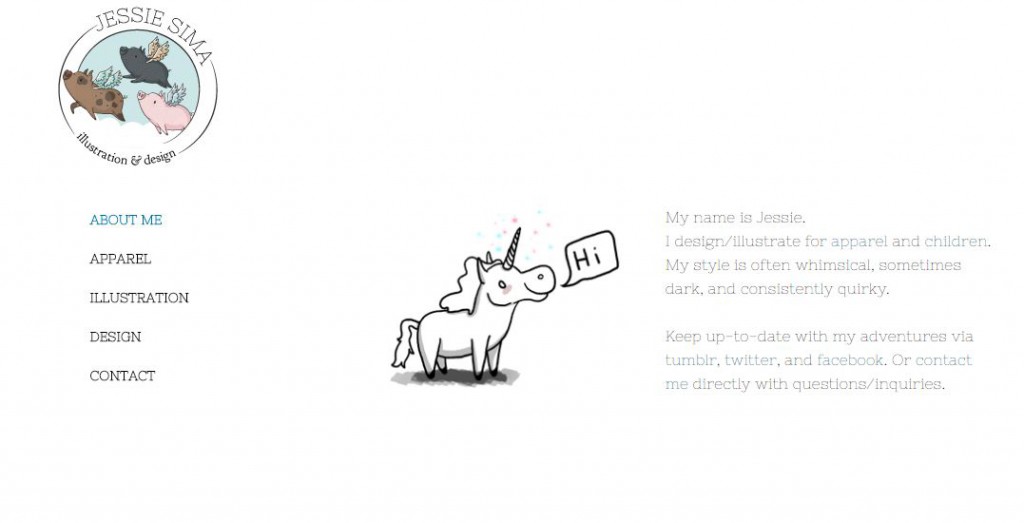 JESSIE SIMA
illustration & design
ABOUT ME
APPAREL
ILLUSTRATION
DESIGN
CONTACT
Hi
My name is Jessie.
I design/illustrate for apparel and children.
My style is often whimsical, sometimes
dark, and consistently quirky.
Keep up-to-date with my adventures via
tumblr, twitter, and facebook. Or contact
me directly with questions/inquiries.